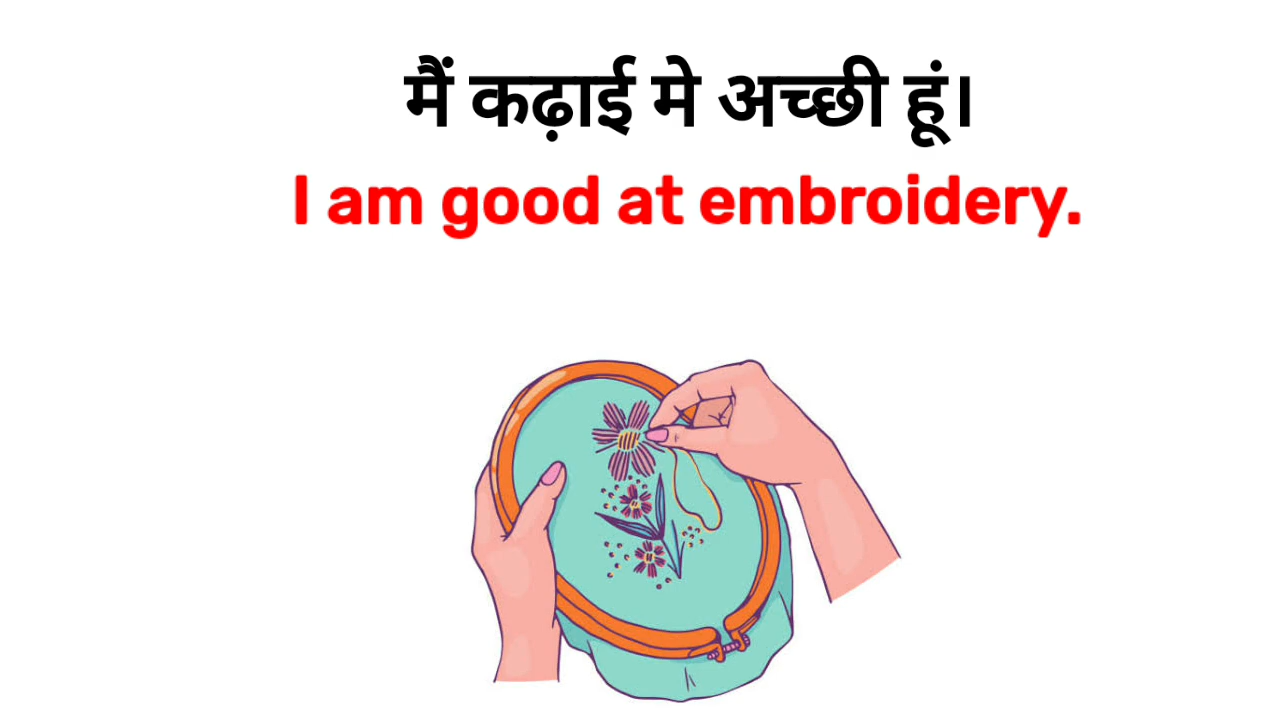 मैं कढ़ाई मे अच्छी हूं।
I am good at embroidery.